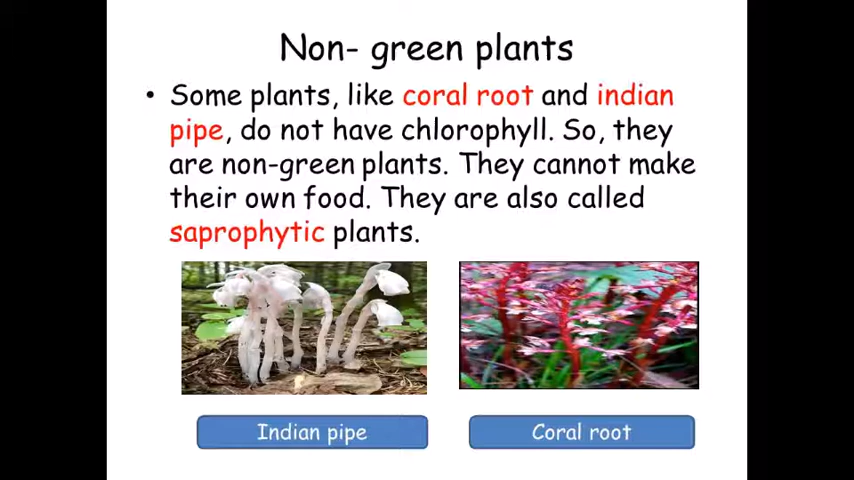 Non- green plants
• Some plants, like coral root and indian
pipe, do not have chlorophyll. So, they
are non-green plants. They cannot make
their own food. They are also called
saprophytic plants.
Indian pipe
Coral root